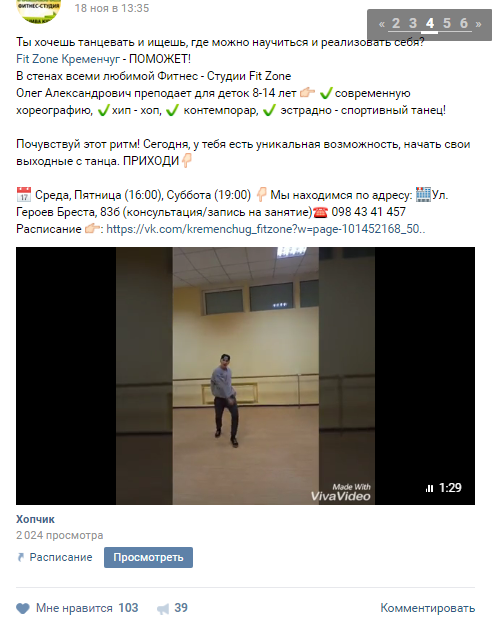 ФИТНЕС-СТУДИЯ
18 ноя в 13:35
« 2 3 4 5 6 »
Ты хочешь танцевать и ищешь, где можно научиться и реализовать себя?
Fit Zone Кременчуг - ПОМОЖЕТ!
В стенах всеми любимой Фитнес - Студии Fit Zone
Олег Александрович преподает для деток 8-14 лет 👉🏻 ✔современную
хореографию, ✔хип - хоп, ✔контемпорар, ✔ эстрадно - спортивный танец!
Почувствуй этот ритм! Сегодня, у тебя есть уникальная возможность, начать свои
выходные с танца. ПРИХОДИ👇🏻
📅 Среда, Пятница (16:00), Суббота (19:00) 👇🏻 Мы находимся по адресу: 🏢Ул.
Героев Бреста, 83б (консультация/запись на занятие)☎ 098 43 41 457
Расписание 👉🏻: https://vk.com/kremenchug_fitzone?w=page-101452168_50..
Made With
VivaVideo
1:29
Хопчик
2 024 просмотра
Расписание Просмотреть
Мне нравится 103 39 Комментировать